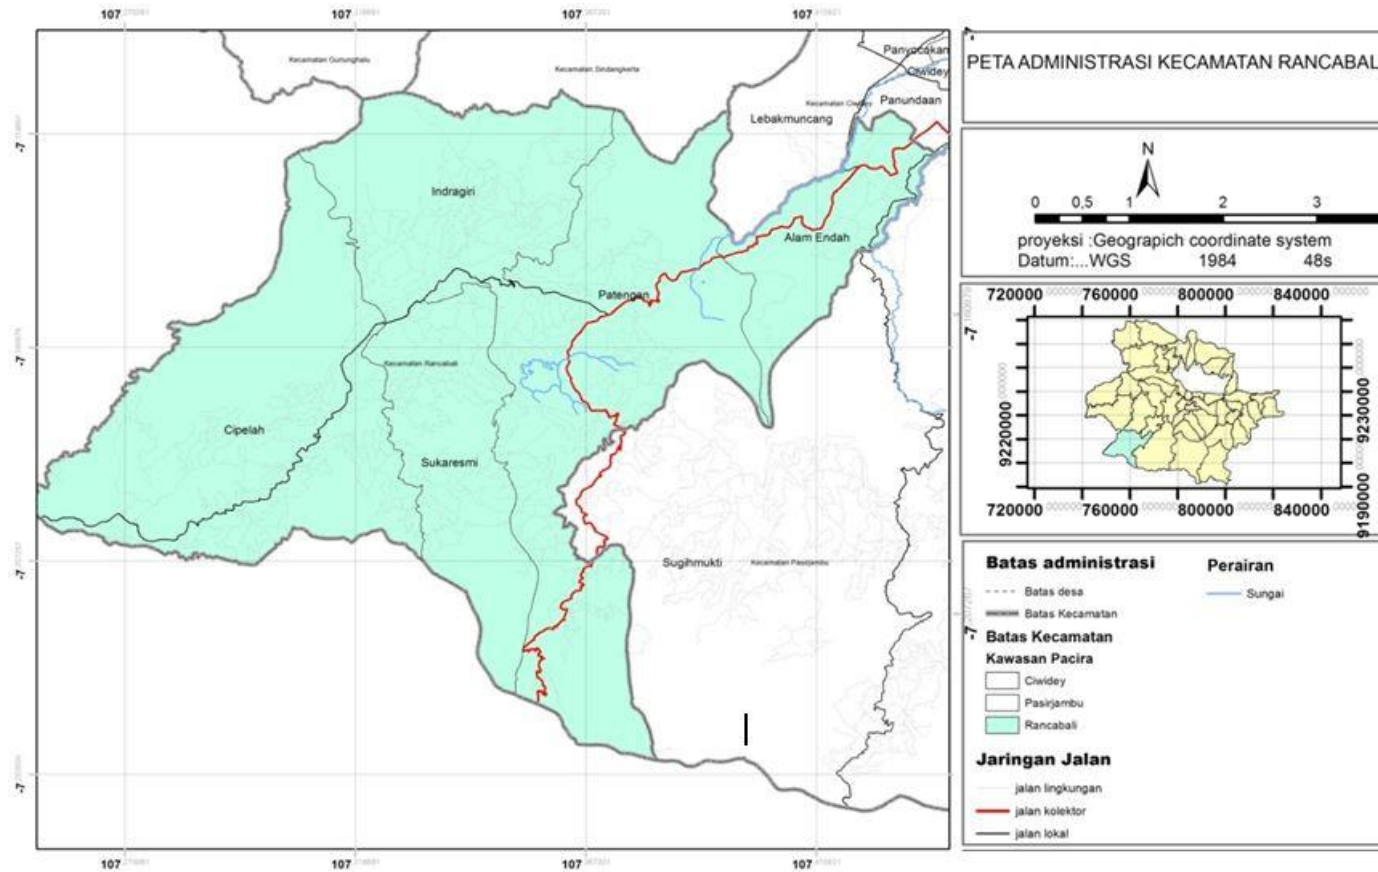 107 107 107 107
PETA ADMINISTRASI KECAMATAN RANCABAL
Kecamatan Gununghalu
Kecamatan Sindangkerta
Panyocokan
Ciwidey
Kecamatan Ciwidey
Panundaan
Lebakmuncang
Indragiri
Alam Endah
Patengan
Kecamatan Rancabali
Cipelah
Sukaresmi
Sugihmukti
Kecamatan Pasirjambu
107 107 107 107
-7
-7
-7
-7
-7
-7
-7
N
0 0,5 1 2 3
proyeksi :Geograpich coordinate system
Datum:...WGS 1984 48s
720000 760000 800000 840000
9220000
9230000
9190000
720000 760000 800000 840000
Batas administrasi
Batas desa
Batas Kecamatan
Batas Kecamatan
Kawasan Pacira
Ciwidey
Pasirjambu
Rancabali
Jaringan Jalan
jalan lingkungan
jalan kolektor
jalan lokal
Perairan
Sungai